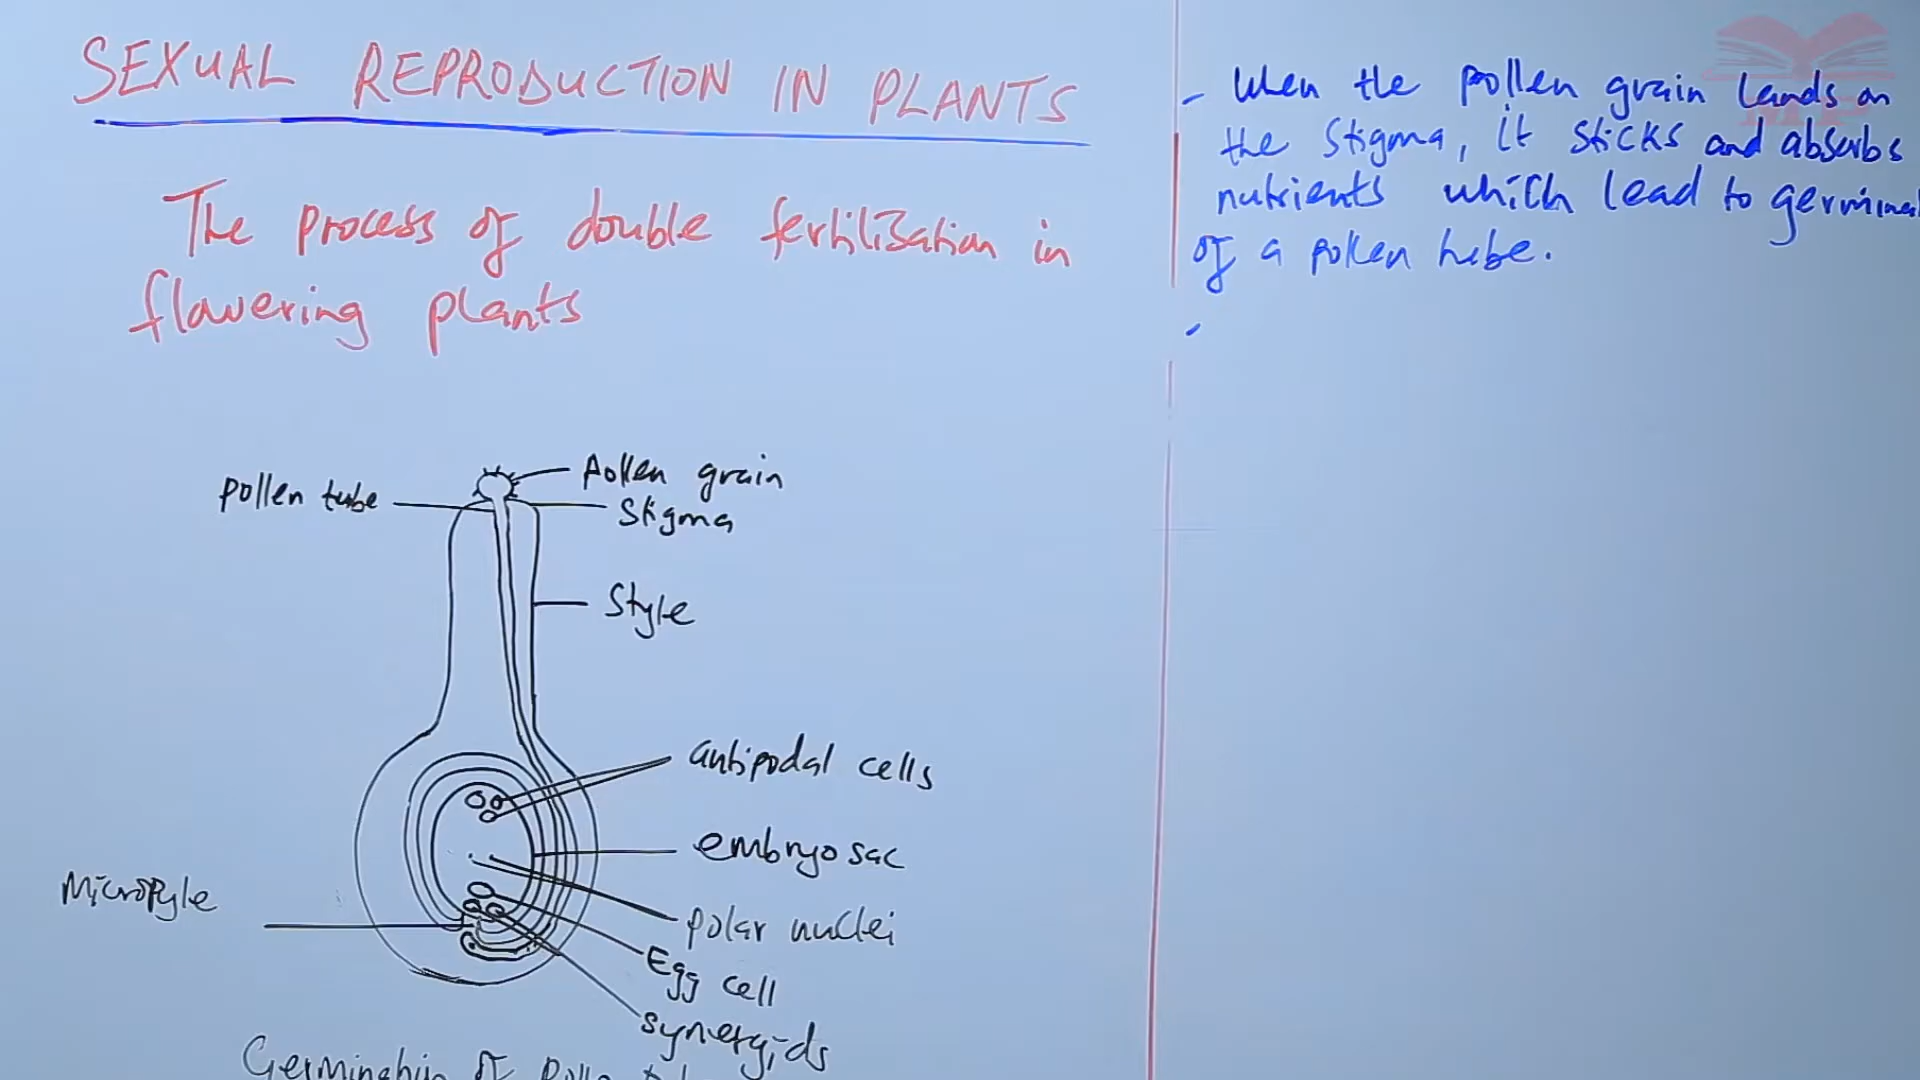 SEXUAL REPRODUCTION IN PLANTS
The process of double fertilization in
flowering plants
Pollen grain
pollen tube
Stigma
Style
antipodal cells
embryo sac
Micropyle
polar nuclei
Egg cell
synergids
Germination of
- When the pollen grain lands on
the stigma, it sticks and absorbs
nutrients which lead to germinat
of a pollen tube.
-